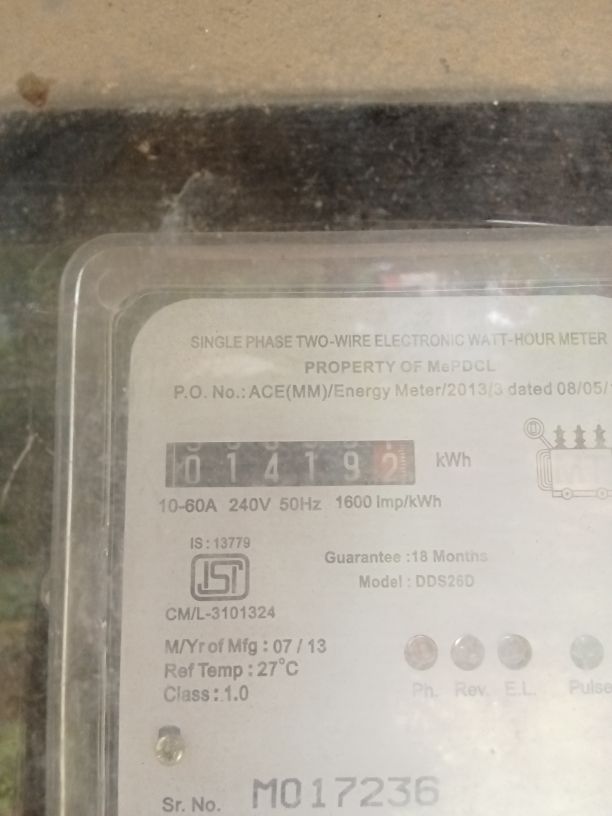 SINGLE PHASE TWO-WIRE ELECTRONIC WATT-HOUR METER
PROPERTY OF MePDCL
P.O. No.: ACE(MM)/Energy Meter/2013/3 dated 08/05/
014192 kWh
10-60A 240V 50Hz 1600 Imp/kWh
IS : 13779
ISI
CM/L-3101324
Guarantee :18 Months
Model : DDS26D
M/Yr of Mfg : 07 / 13
Ref Temp : 27°C
Class : 1.0
Ph. Rev. E.L. Pulse
Sr. No. M017236